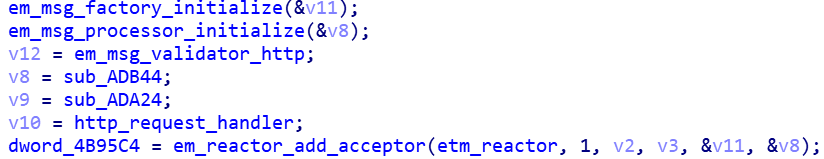 em_msg_factory_initialize(&v11);
em_msg_processor_initialize(&v8);
v12 = em_msg_validator_http;
v8 = sub_ADB44;
v9 = sub_ADA24;
v10 = http_request_handler;
dword_4B95C4 = em_reactor_add_acceptor(etm_reactor, 1, v2, v3, &v11, &v8);